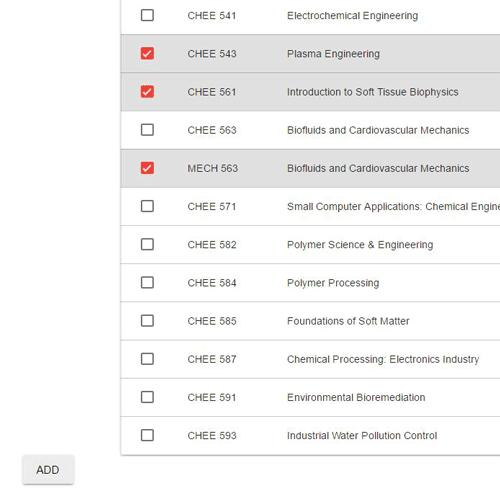 CHEE 541 Electrochemical Engineering
CHEE 543 Plasma Engineering
CHEE 561 Introduction to Soft Tissue Biophysics
CHEE 563 Biofluids and Cardiovascular Mechanics
MECH 563 Biofluids and Cardiovascular Mechanics
CHEE 571 Small Computer Applications: Chemical Engine
CHEE 582 Polymer Science & Engineering
CHEE 584 Polymer Processing
CHEE 585 Foundations of Soft Matter
CHEE 587 Chemical Processing: Electronics Industry
CHEE 591 Environmental Bioremediation
CHEE 593 Industrial Water Pollution Control
ADD